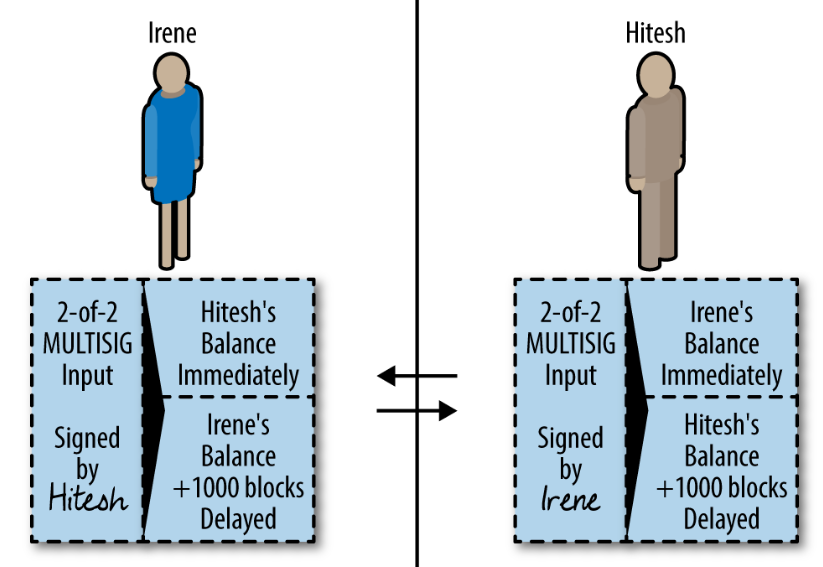 Irene
Hitesh
2-of-2
MULTISIG
Input
Signed
by
Hitesh
Hitesh's
Balance
Immediately
Irene's
Balance
+1000 blocks
Delayed
2-of-2
MULTISIG
Input
Signed
by
Irene
Irene's
Balance
Immediately
Hitesh's
Balance
+1000 blocks
Delayed